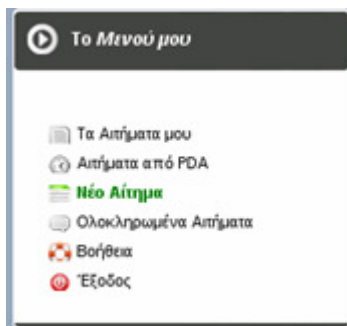 Το Μενού μου
Τα Αιτήματα μου
Αιτήματα από PDA
Νέο Αίτημα
Ολοκληρωμένα Αιτήματα
Βοήθεια
Έξοδος